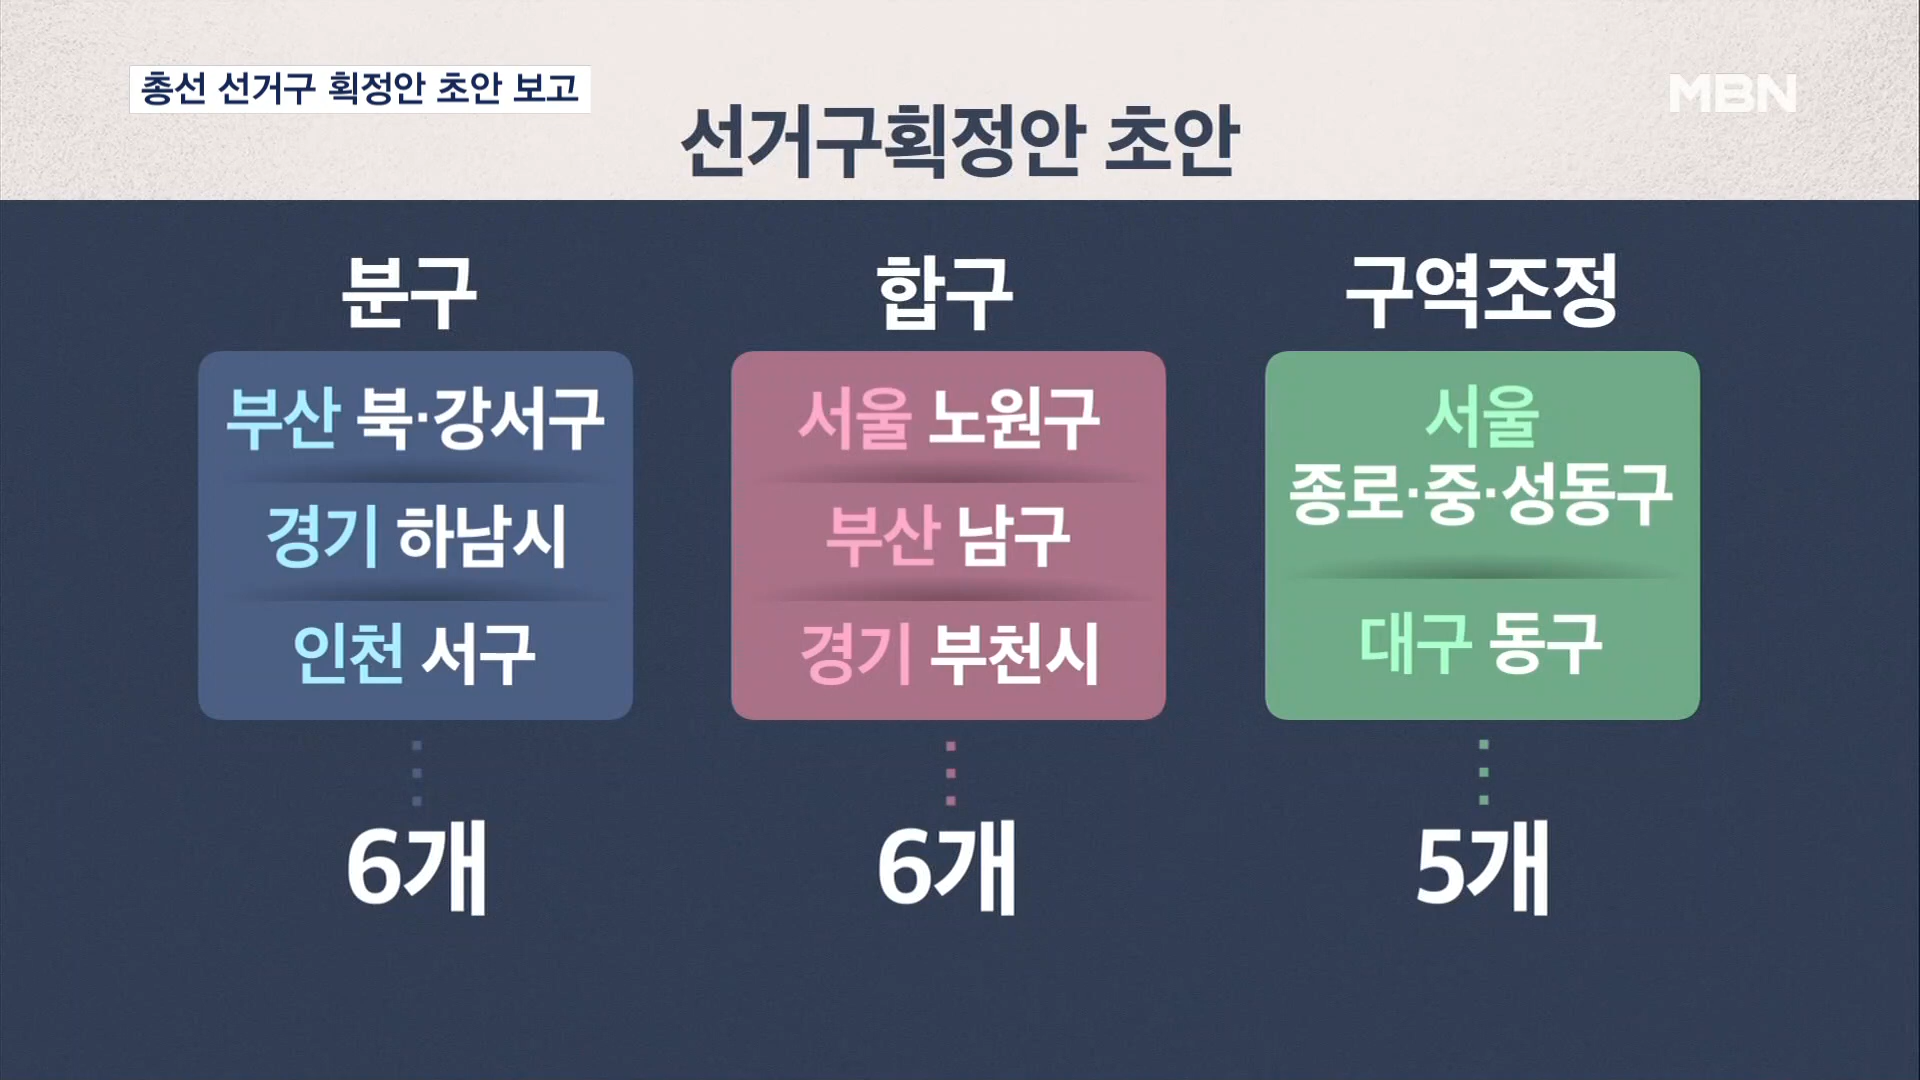 총선 선거구 획정안 초안 보고
MBN
선거구획정안 초안
분구
부산 북·강서구
경기 하남시
인천 서구
6개
합구
서울 노원구
부산 남구
경기 부천시
6개
구역조정
서울
종로·중·성동구
대구 동구
5개